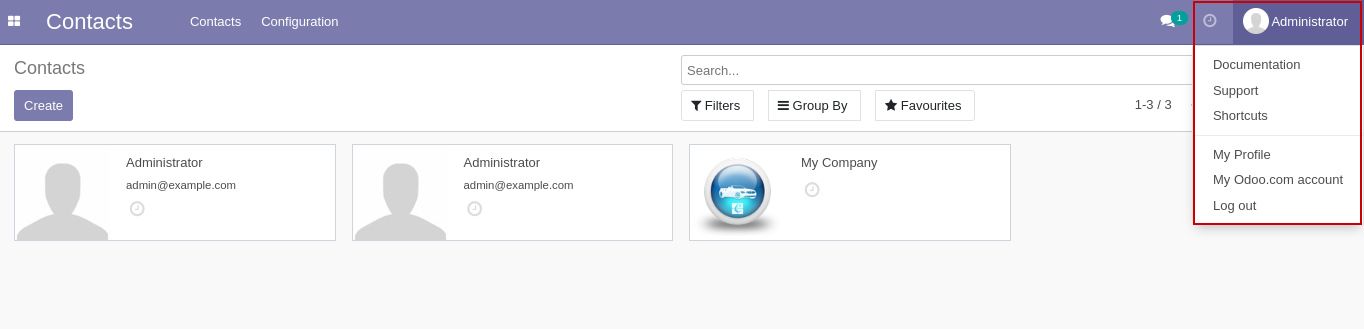 Contacts
Contacts Configuration
1
Administrator
Contacts
Search...
Create
Filters
Group By
Favourites
1-3 / 3
Documentation
Support
Shortcuts
My Profile
My Odoo.com account
Log out
Administrator
admin@example.com
Administrator
admin@example.com
My Company